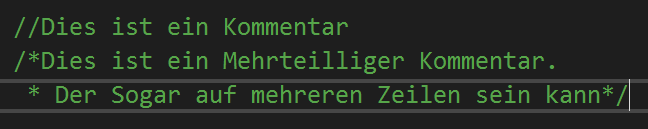 //Dies ist ein Kommentar
/*Dies ist ein Mehrteilliger Kommentar.
* Der Sogar auf mehreren Zeilen sein kann*/